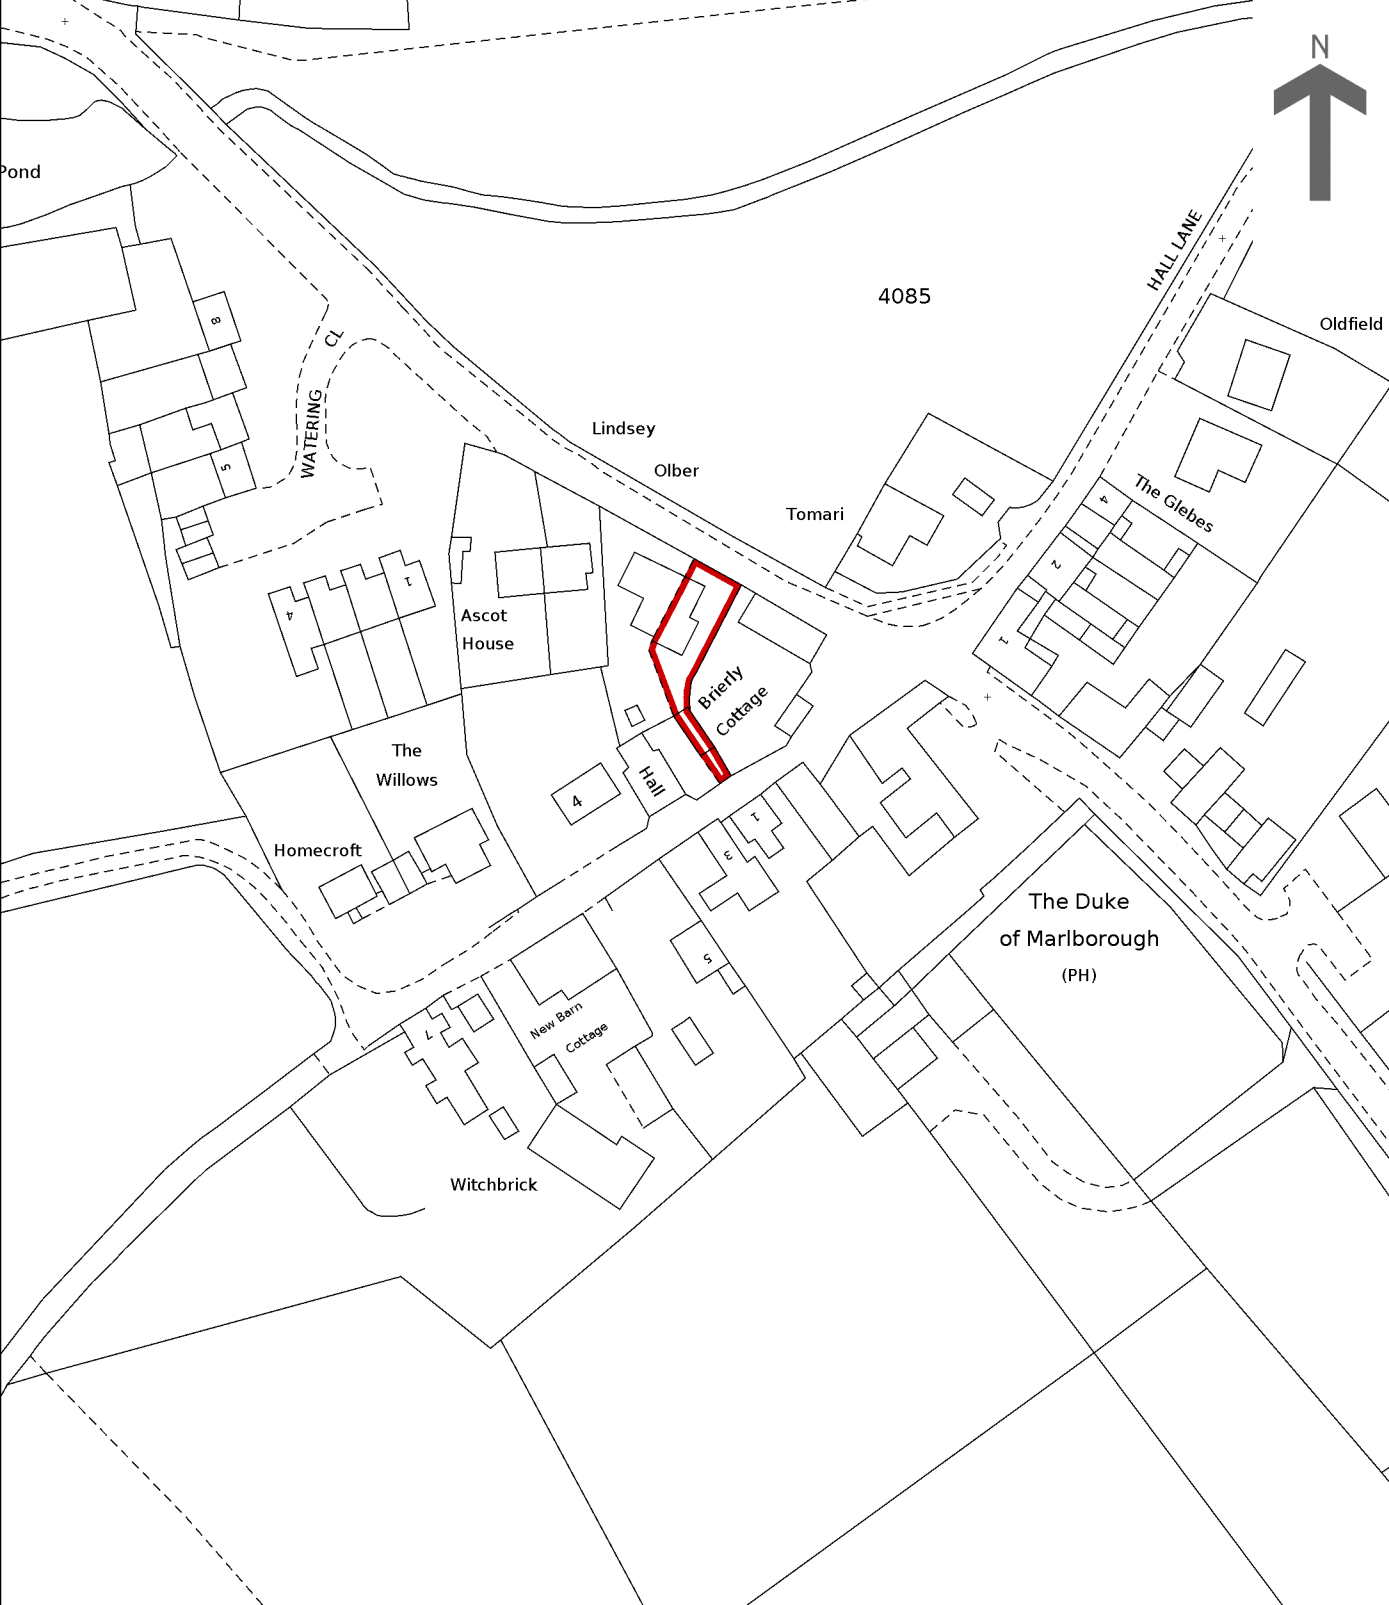 N
Pond
HALL LANE
4085
8
CL
Oldfield
WATERING
Lindsey
Olber
5
Tomari
The Glebes
4
2
1
4
1
Ascot
House
Brierly
Cottage
The
Willows
Hall
4
1
3
Homecroft
The Duke
of Marlborough
(PH)
5
New Barn
Cottage
7
Witchbrick